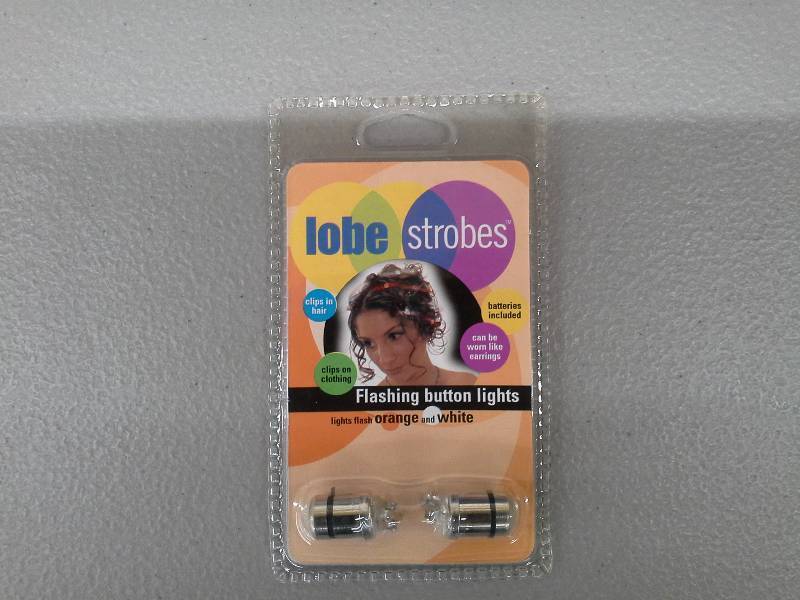 lobe strobes™
clips in
hair
batteries
included
can be
worn like
earrings
clips on
clothing
Flashing button lights
lights flash orange and white